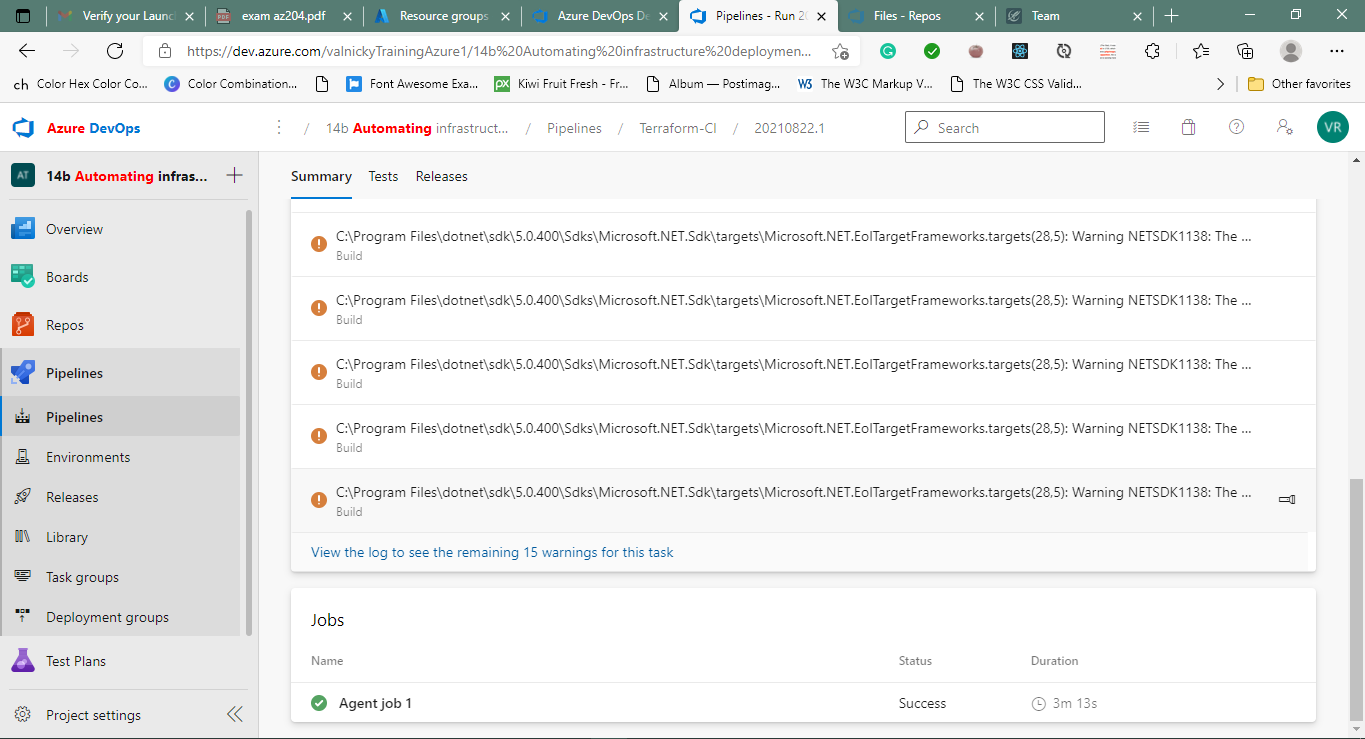 Verify your Launc
exam az204.pdf
Resource groups
Azure DevOps De
Pipelines - Run 20
Files - Repos
Team
https://dev.azure.com/valnickyTrainingAzure1/14b%20Automating%20infrastructure%20deploymen...
ch Color Hex Color Co...
Color Combination...
Font Awesome Exa...
px Kiwi Fruit Fresh - Fr...
Album — Postimag...
W3 The W3C Markup V...
The W3C CSS Valid...
Other favorites
Azure DevOps
/ 14b Automating infrastruct... / Pipelines / Terraform-CI / 20210822.1
Search
VR
AT 14b Automating infras...
Overview
Boards
Repos
Pipelines
Pipelines
Environments
Releases
Library
Task groups
Deployment groups
Test Plans
Project settings
Summary Tests Releases
C:\Program Files\dotnet\sdk\5.0.400\Sdks\Microsoft.NET.Sdk\targets\Microsoft.NET.EolTargetFrameworks.targets(28,5): Warning NETSDK1138: The ...
Build
C:\Program Files\dotnet\sdk\5.0.400\Sdks\Microsoft.NET.Sdk\targets\Microsoft.NET.EolTargetFrameworks.targets(28,5): Warning NETSDK1138: The ...
Build
C:\Program Files\dotnet\sdk\5.0.400\Sdks\Microsoft.NET.Sdk\targets\Microsoft.NET.EolTargetFrameworks.targets(28,5): Warning NETSDK1138: The ...
Build
C:\Program Files\dotnet\sdk\5.0.400\Sdks\Microsoft.NET.Sdk\targets\Microsoft.NET.EolTargetFrameworks.targets(28,5): Warning NETSDK1138: The ...
Build
C:\Program Files\dotnet\sdk\5.0.400\Sdks\Microsoft.NET.Sdk\targets\Microsoft.NET.EolTargetFrameworks.targets(28,5): Warning NETSDK1138: The ...
Build
View the log to see the remaining 15 warnings for this task
Jobs
Name Status Duration
Agent job 1 Success 3m 13s